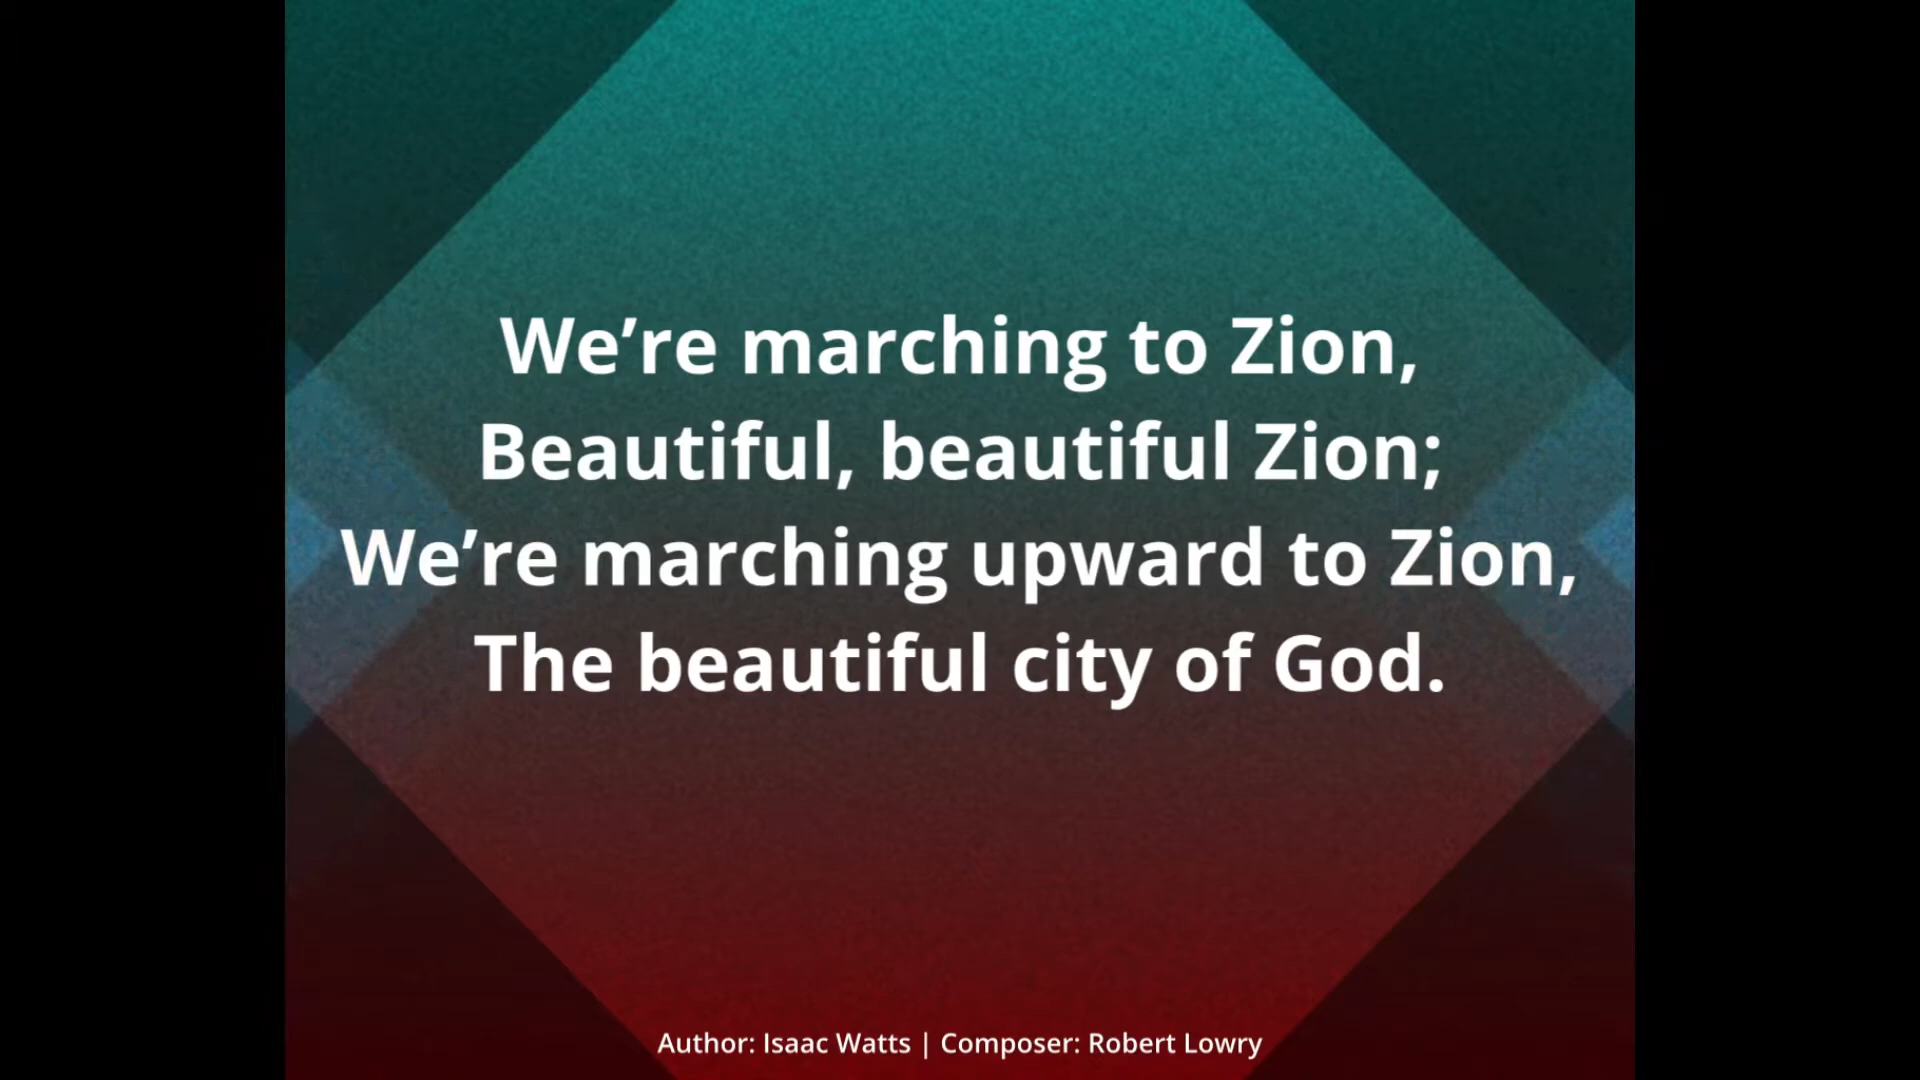 We’re marching to Zion,
Beautiful, beautiful Zion;
We’re marching upward to Zion,
The beautiful city of God.
Author: Isaac Watts | Composer: Robert Lowry